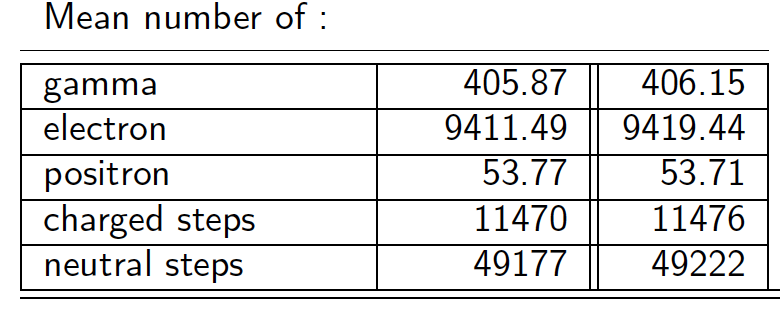 Mean number of :
gamma 405.87 406.15
electron 9411.49 9419.44
positron 53.77 53.71
charged steps 11470 11476
neutral steps 49177 49222